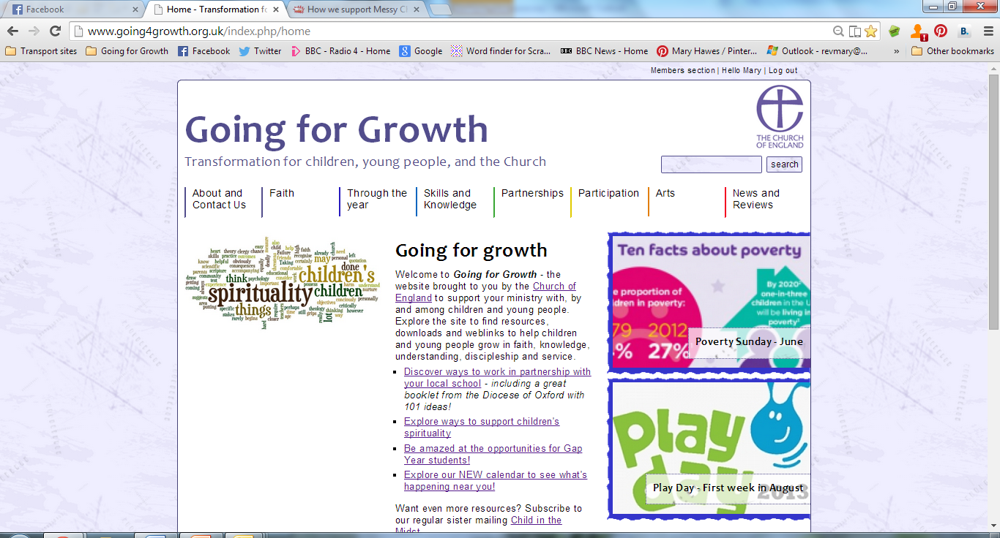 Facebook
Home - Transformation fo
How we support Messy Cl
www.going4growth.org.uk/index.php/home
Transport sites
Going for Growth
Facebook
Twitter
BBC - Radio 4 - Home
Google
Word finder for Scra...
BBC News - Home
Mary Hawes / Pinter...
Outlook - revmary@...
»
Other bookmarks
Members section | Hello Mary | Log out
Going for Growth
Transformation for children, young people, and the Church
THE CHURCH
OF ENGLAND
search
About and
Contact Us
Faith
Through the
year
Skills and
Knowledge
Partnerships
Participation
Arts
News and
Reviews
spirituality
children's
children
things
think
may
done
lot
Going for growth
Welcome to Going for Growth - the
website brought to you by the Church of
England to support your ministry with, by
and among children and young people.
Explore the site to find resources,
downloads and weblinks to help children
and young people grow in faith, knowledge,
understanding, discipleship and service.
Discover ways to work in partnership with
your local school - including a great
booklet from the Diocese of Oxford with
101 ideas!
Explore ways to support children's
spirituality
Be amazed at the opportunities for Gap
Year students!
Explore our NEW calendar to see what's
happening near you!
Want even more resources? Subscribe to
our regular sister mailing Child in the
Midst
Ten facts about poverty
e proportion of
dren in poverty:
79 2012
% 27%
By 2020
one-in-three
children in the U
will be living in
poverty
Poverty Sunday - June
Play
day
2013
Play Day - First week in August